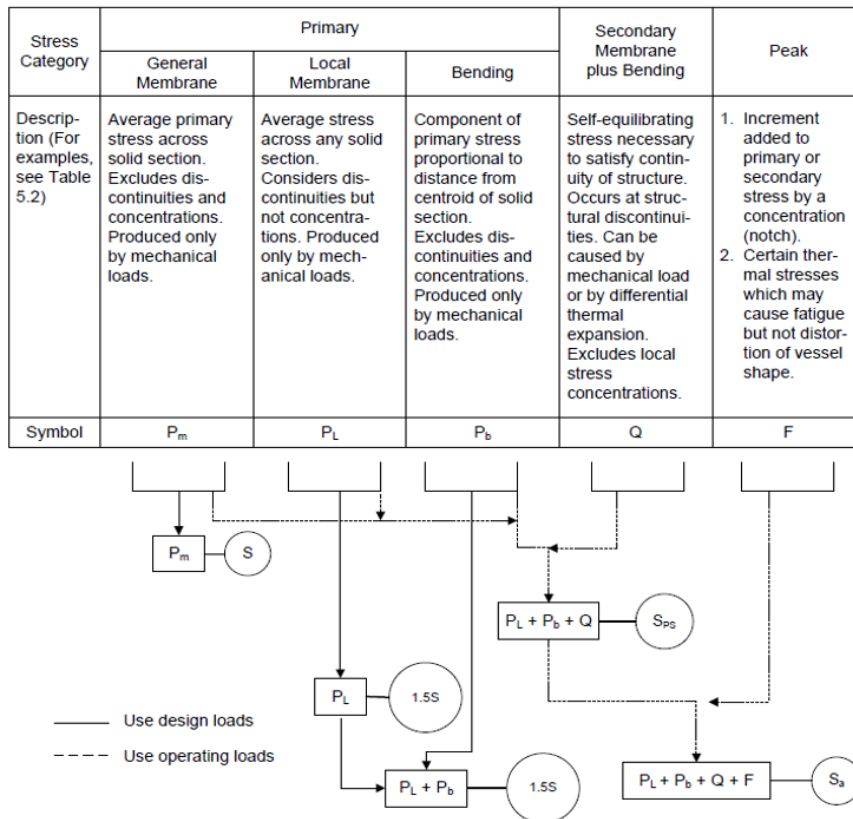 Stress
Category
Primary
General
Membrane
Local
Membrane
Bending
Secondary
Membrane
plus Bending
Peak
Descrip-
tion (For
examples,
see Table
5.2)
Average primary
stress across
solid section.
Excludes dis-
continuities and
concentrations.
Produced only
by mechanical
loads.
Average stress
across any solid
section.
Considers dis-
continuities but
not concentra-
tions. Produced
only by mech-
anical loads.
Component of
primary stress
proportional to
distance from
centroid of solid
section.
Excludes dis-
continuities and
concentrations.
Produced only
by mechanical
loads.
Self-equilibrating
stress necessary
to satisfy contin-
uity of structure.
Occurs at struc-
tural discontinui-
ties. Can be
caused by
mechanical load
or by differential
thermal
expansion.
Excludes local
stress
concentrations.
1. Increment
added to
primary or
secondary
stress by a
concentration
(notch).
2. Certain ther-
mal stresses
which may
cause fatigue
but not distor-
tion of vessel
shape.
Symbol
Pm
PL
Pb
Q
F
Pm
S
PL + Pb + Q
SPS
PL
1.5S
Use design loads
Use operating loads
PL + Pb
1.5S
PL + Pb + Q + F
Sa